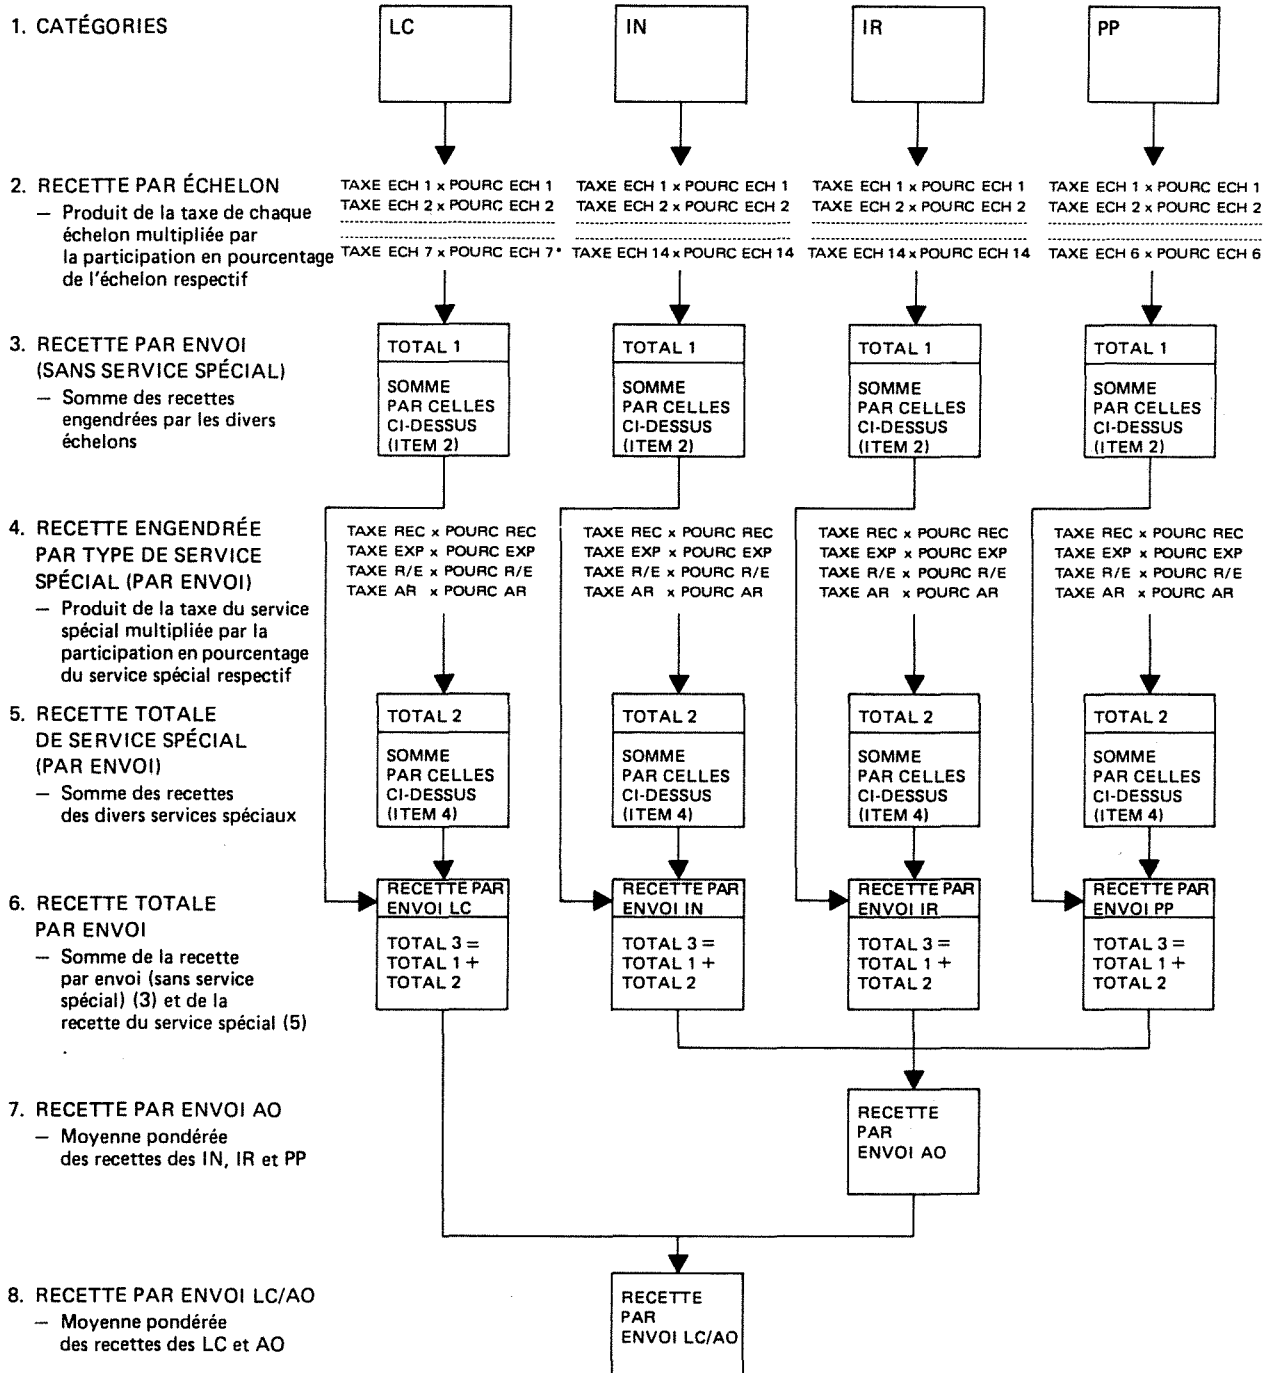 1. CATÉGORIES
LC
IN
IR
PP
2. RECETTE PAR ÉCHELON
— Produit de la taxe de chaque
échelon multipliée par
la participation en pourcentage
de l'échelon respectif
TAXE ECH 1 x POURC ECH 1
TAXE ECH 2 x POURC ECH 2
TAXE ECH 7 x POURC ECH 7*
TAXE ECH 1 x POURC ECH 1
TAXE ECH 2 x POURC ECH 2
TAXE ECH 14 x POURC ECH 14
TAXE ECH 1 x POURC ECH 1
TAXE ECH 2 x POURC ECH 2
TAXE ECH 14 x POURC ECH 14
TAXE ECH 1 x POURC ECH 1
TAXE ECH 2 x POURC ECH 2
TAXE ECH 6 x POURC ECH 6
3. RECETTE PAR ENVOI
(SANS SERVICE SPÉCIAL)
— Somme des recettes
engendrées par les divers
échelons
TOTAL 1
SOMME
PAR CELLES
CI-DESSUS
(ITEM 2)
TOTAL 1
SOMME
PAR CELLES
CI-DESSUS
(ITEM 2)
TOTAL 1
SOMME
PAR CELLES
CI-DESSUS
(ITEM 2)
TOTAL 1
SOMME
PAR CELLES
CI-DESSUS
(ITEM 2)
4. RECETTE ENGENDRÉE
PAR TYPE DE SERVICE
SPÉCIAL (PAR ENVOI)
— Produit de la taxe du service
spécial multipliée par la
participation en pourcentage
du service spécial respectif
TAXE REC x POURC REC
TAXE EXP x POURC EXP
TAXE R/E x POURC R/E
TAXE AR x POURC AR
TAXE REC x POURC REC
TAXE EXP x POURC EXP
TAXE R/E x POURC R/E
TAXE AR x POURC AR
TAXE REC x POURC REC
TAXE EXP x POURC EXP
TAXE R/E x POURC R/E
TAXE AR x POURC AR
TAXE REC x POURC REC
TAXE EXP x POURC EXP
TAXE R/E x POURC R/E
TAXE AR x POURC AR
5. RECETTE TOTALE
DE SERVICE SPÉCIAL
(PAR ENVOI)
— Somme des recettes
des divers services spéciaux
TOTAL 2
SOMME
PAR CELLES
CI-DESSUS
(ITEM 4)
TOTAL 2
SOMME
PAR CELLES
CI-DESSUS
(ITEM 4)
TOTAL 2
SOMME
PAR CELLES
CI-DESSUS
(ITEM 4)
TOTAL 2
SOMME
PAR CELLES
CI-DESSUS
(ITEM 4)
6. RECETTE TOTALE
PAR ENVOI
— Somme de la recette
par envoi (sans service
spécial) (3) et de la
recette du service spécial (5)
RECETTE PAR
ENVOI LC
TOTAL 3 =
TOTAL 1 +
TOTAL 2
RECETTE PAR
ENVOI IN
TOTAL 3 =
TOTAL 1 +
TOTAL 2
RECETTE PAR
ENVOI IR
TOTAL 3 =
TOTAL 1 +
TOTAL 2
RECETTE PAR
ENVOI PP
TOTAL 3 =
TOTAL 1 +
TOTAL 2
7. RECETTE PAR ENVOI AO
— Moyenne pondérée
des recettes des IN, IR et PP
RECETTE
PAR
ENVOI AO
8. RECETTE PAR ENVOI LC/AO
— Moyenne pondérée
des recettes des LC et AO
RECETTE
PAR
ENVOI LC/AO